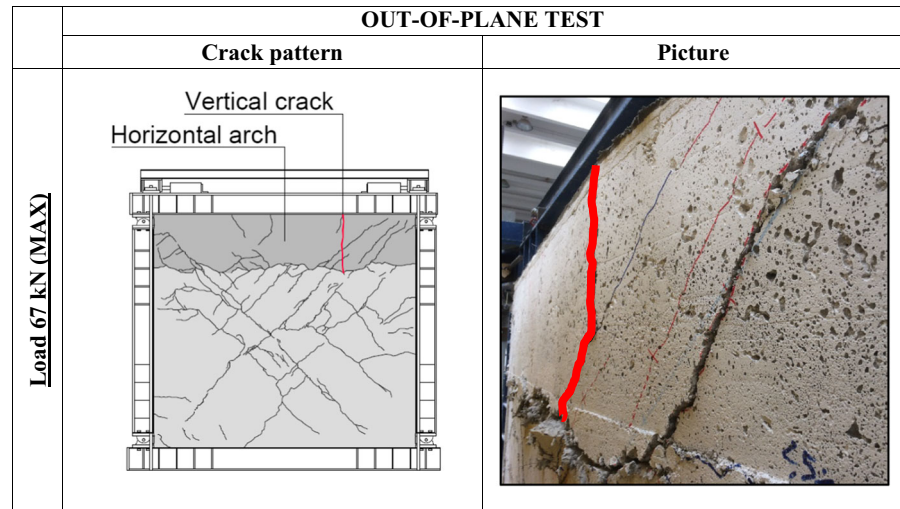 OUT-OF-PLANE TEST
Crack pattern
Picture
Load 67 kN (MAX)
Vertical crack
Horizontal arch